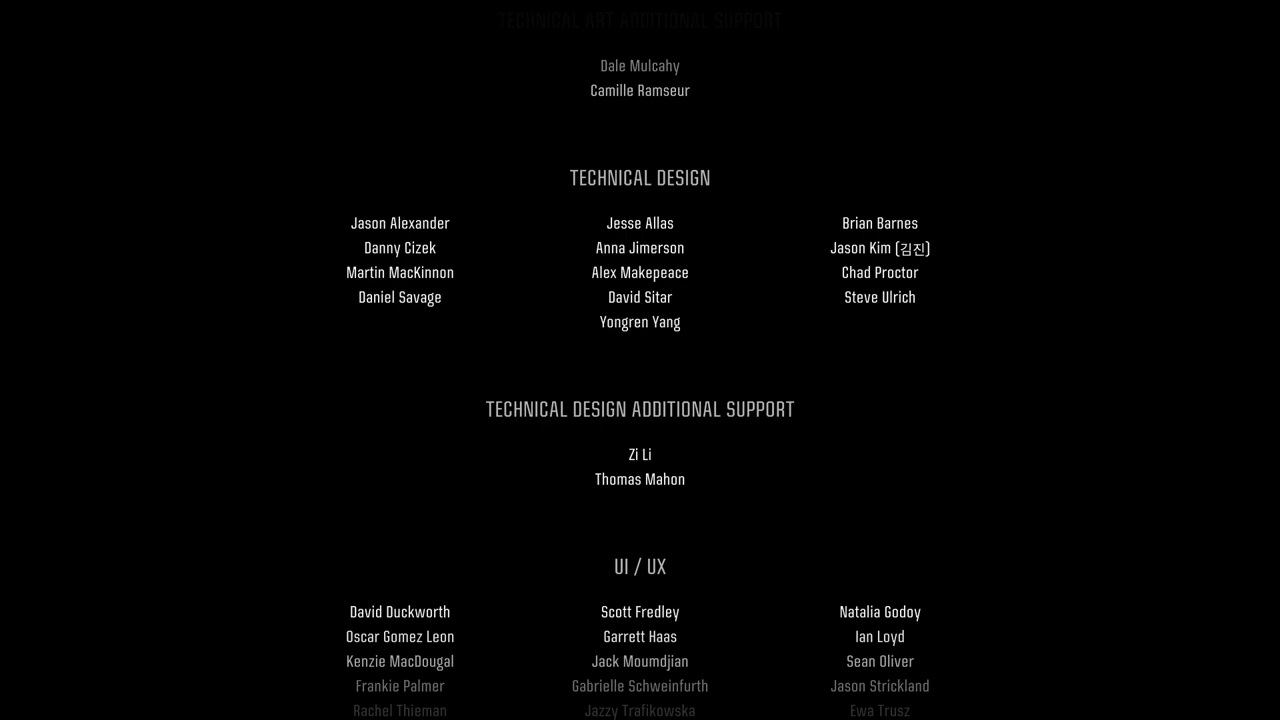 TECHNICAL ART ADDITIONAL SUPPORT
Dale Mulcahy
Camille Ramseur
TECHNICAL DESIGN
Jason Alexander Jesse Allas Brian Barnes
Danny Cizek Anna Jimerson Jason Kim (김진)
Martin MacKinnon Alex Makepeace Chad Proctor
Daniel Savage David Sitar Steve Ulrich
Yongren Yang
TECHNICAL DESIGN ADDITIONAL SUPPORT
Zi Li
Thomas Mahon
UI / UX
David Duckworth Scott Fredley Natalia Godoy
Oscar Gomez Leon Garrett Haas Ian Loyd
Kenzie MacDougal Jack Moumdjian Sean Oliver
Frankie Palmer Gabrielle Schweinfurth Jason Strickland
Rachel Thieman Jazzy Trafikowska Ewa Trusz